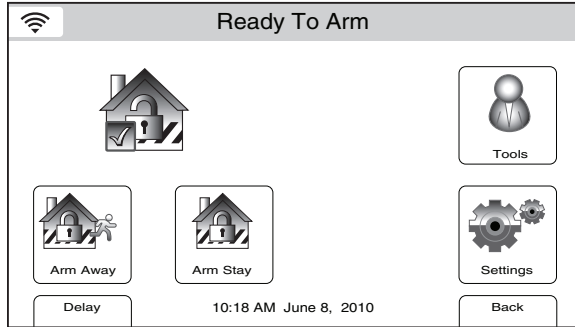 Ready To Arm
Tools
Arm Away
Arm Stay
Settings
Delay
10:18 AM June 8, 2010
Back